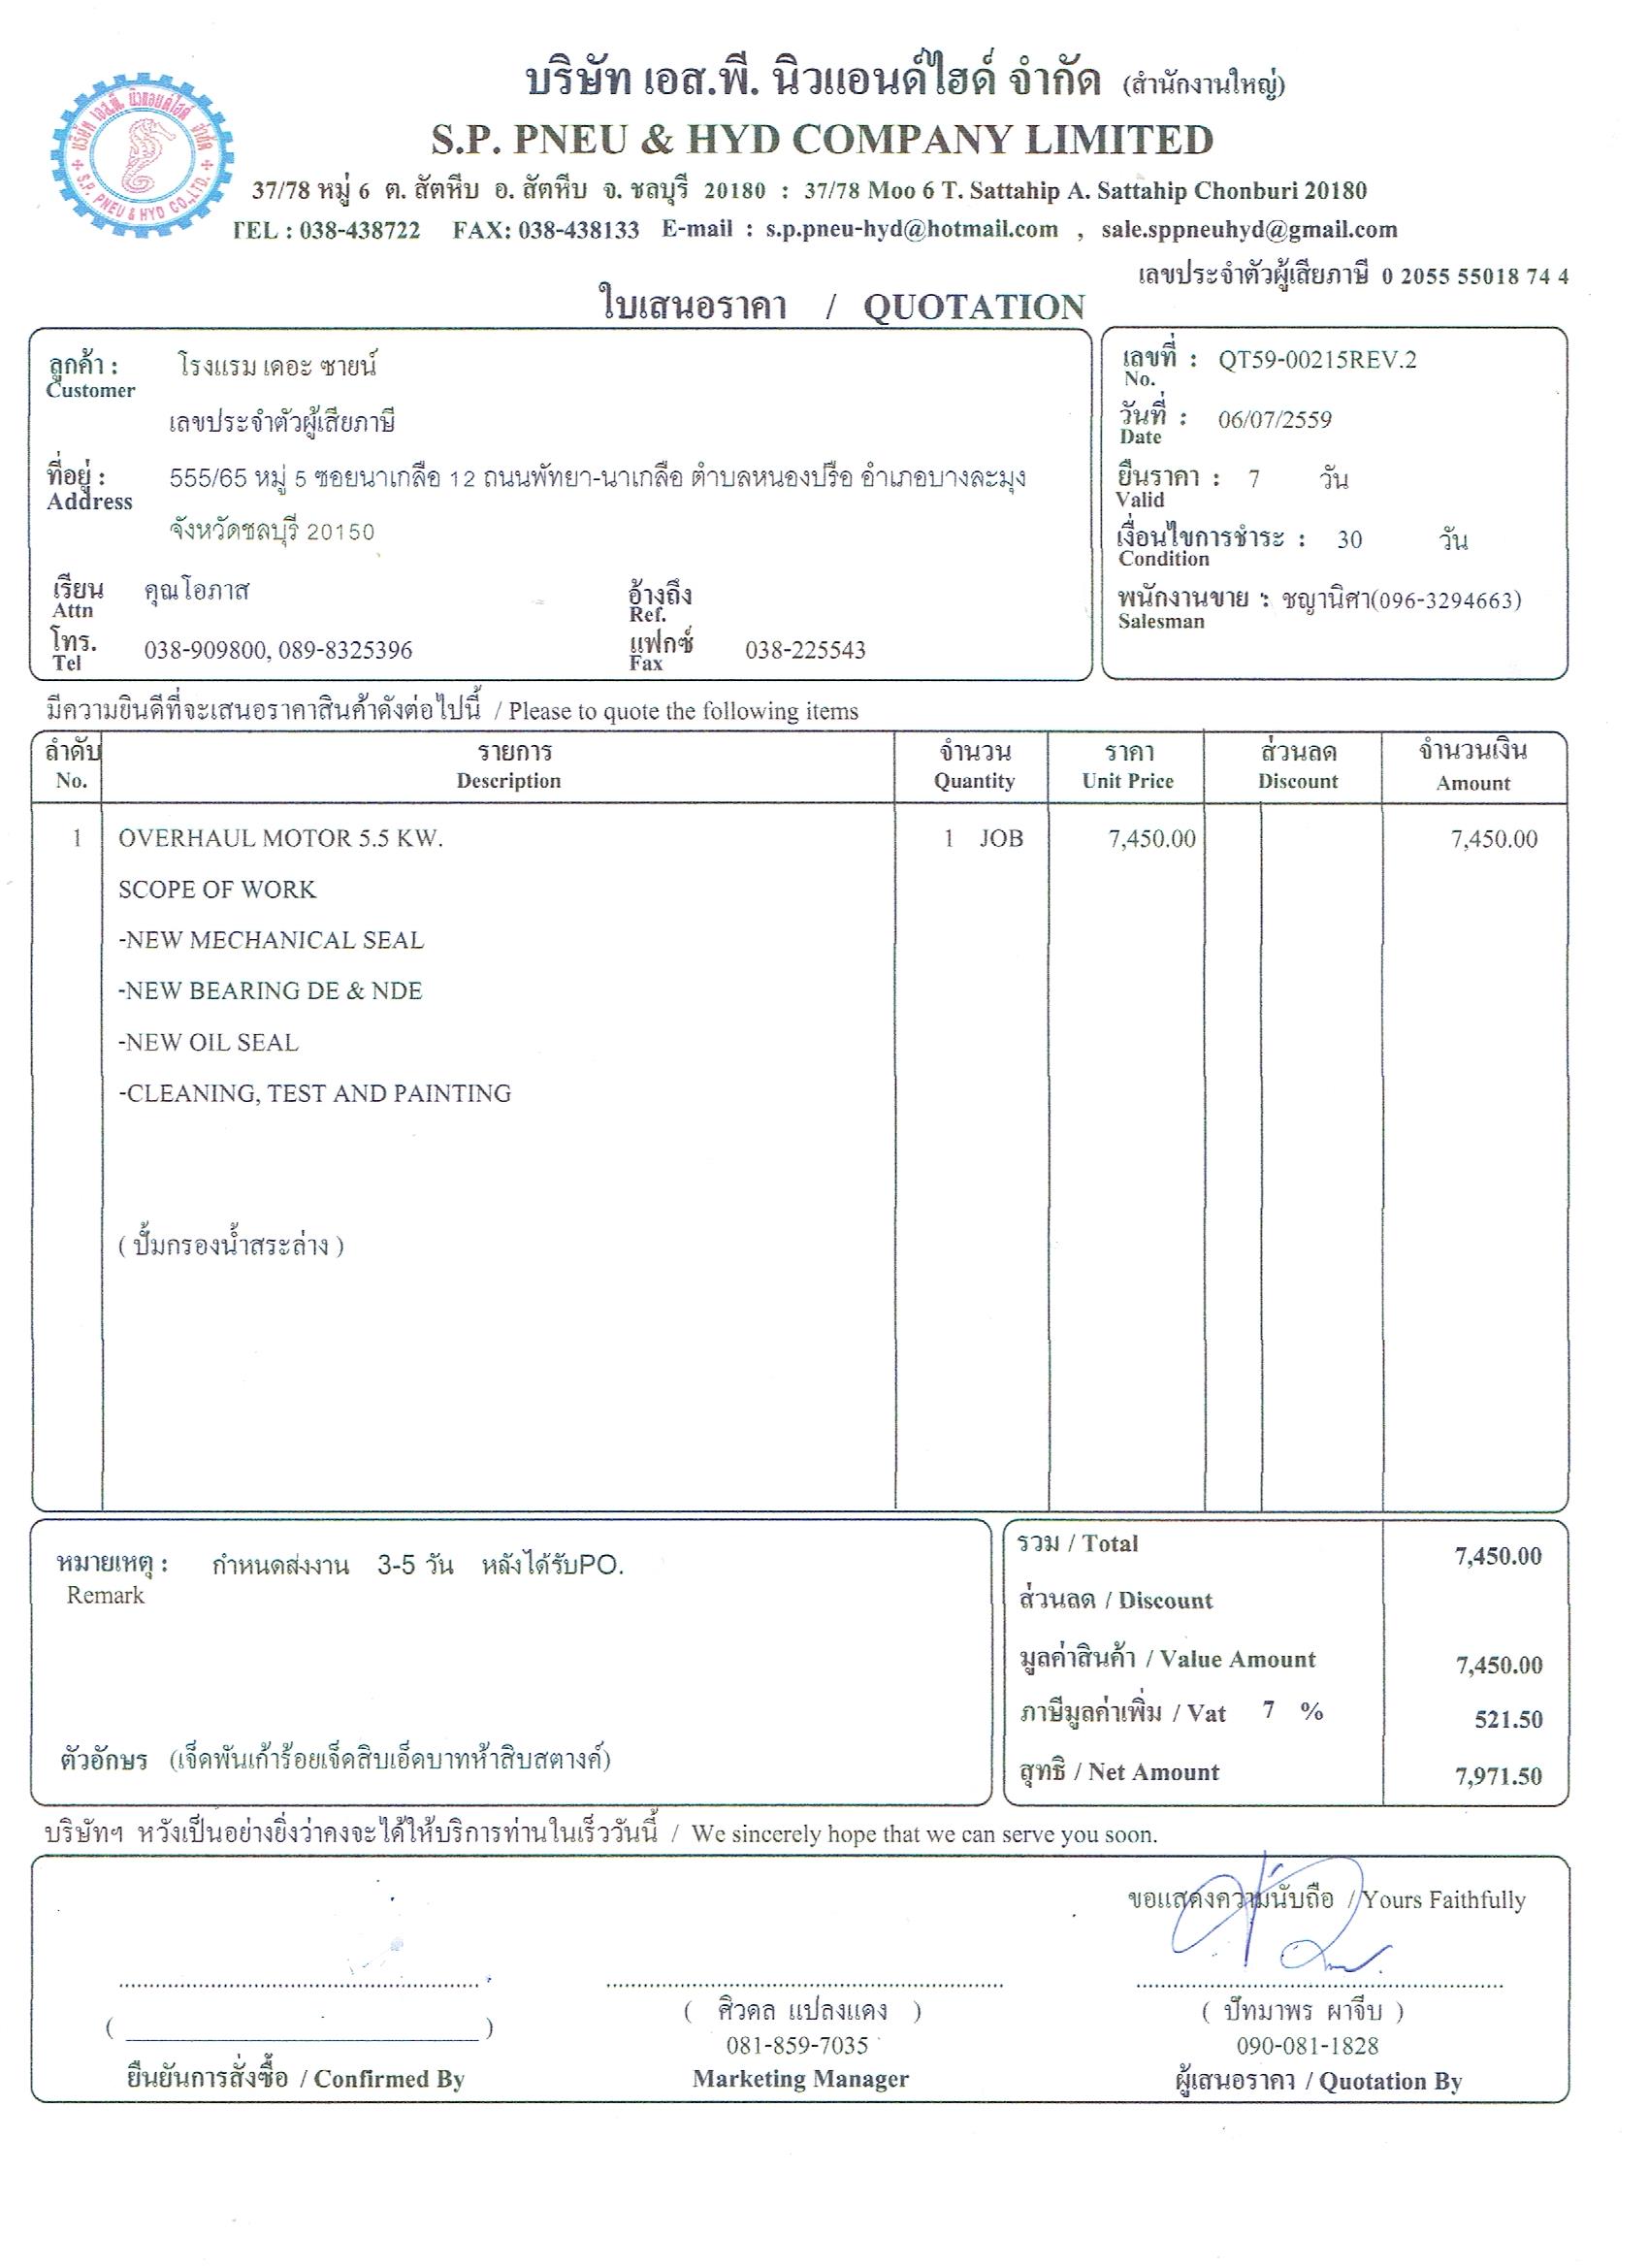 บริษัท เอส.พี. นิวแอนด์ไฮด์ จำกัด (สำนักงานใหญ่)
S.P. PNEU & HYD COMPANY LIMITED
บริษัท เอส.พี. นิวแอนด์ไฮด์ จำกัด
S.P. PNEU & HYD CO.,LTD.
37/78 หมู่ 6 ต. สัตหีบ อ. สัตหีบ จ. ชลบุรี 20180 : 37/78 Moo 6 T. Sattahip A. Sattahip Chonburi 20180
TEL : 038-438722 FAX: 038-438133 E-mail : s.p.pneu-hyd@hotmail.com , sale.sppneuhyd@gmail.com
เลขประจำตัวผู้เสียภาษี 0 2055 55018 74 4
ใบเสนอราคา / QUOTATION
ลูกค้า : โรงแรม เดอะ ซายน์
Customer
เลขประจำตัวผู้เสียภาษี
ที่อยู่ : 555/65 หมู่ 5 ซอยนาเกลือ 12 ถนนพัทยา-นาเกลือ ตำบลหนองปรือ อำเภอบางละมุง
Address
จังหวัดชลบุรี 20150
เรียน คุณโอภาส อ้างถึง
Attn Ref.
โทร. 038-909800, 089-8325396 แฟกซ์ 038-225543
Tel Fax
เลขที่ : QT59-00215REV.2
No.
วันที่ : 06/07/2559
Date
ยืนราคา : 7 วัน
Valid
เงื่อนไขการชำระ : 30 วัน
Condition
พนักงานขาย : ชญานิศา(096-3294663)
Salesman
มีความยินดีที่จะเสนอราคาสินค้าดังต่อไปนี้ / Please to quote the following items
ลำดับ รายการ จำนวน ราคา ส่วนลด จำนวนเงิน
No. Description Quantity Unit Price Discount Amount
1 OVERHAUL MOTOR 5.5 KW. 1 JOB 7,450.00 7,450.00
SCOPE OF WORK
-NEW MECHANICAL SEAL
-NEW BEARING DE & NDE
-NEW OIL SEAL
-CLEANING, TEST AND PAINTING
( ปั้มกรองน้ำสระล่าง )
หมายเหตุ : กำหนดส่งงาน 3-5 วัน หลังได้รับPO.
Remark
ตัวอักษร (เจ็ดพันเก้าร้อยเจ็ดสิบเอ็ดบาทห้าสิบสตางค์)
รวม / Total 7,450.00
ส่วนลด / Discount
มูลค่าสินค้า / Value Amount 7,450.00
ภาษีมูลค่าเพิ่ม / Vat 7 % 521.50
สุทธิ / Net Amount 7,971.50
บริษัทฯ หวังเป็นอย่างยิ่งว่าคงจะได้ให้บริการท่านในเร็ววันนี้ / We sincerely hope that we can serve you soon.
ขอแสดงความนับถือ / Yours Faithfully
( ) ( ศิวดล แปลงแดง ) ( ปัทมาพร ผาจีบ )
081-859-7035 090-081-1828
ยืนยันการสั่งซื้อ / Confirmed By Marketing Manager ผู้เสนอราคา / Quotation By